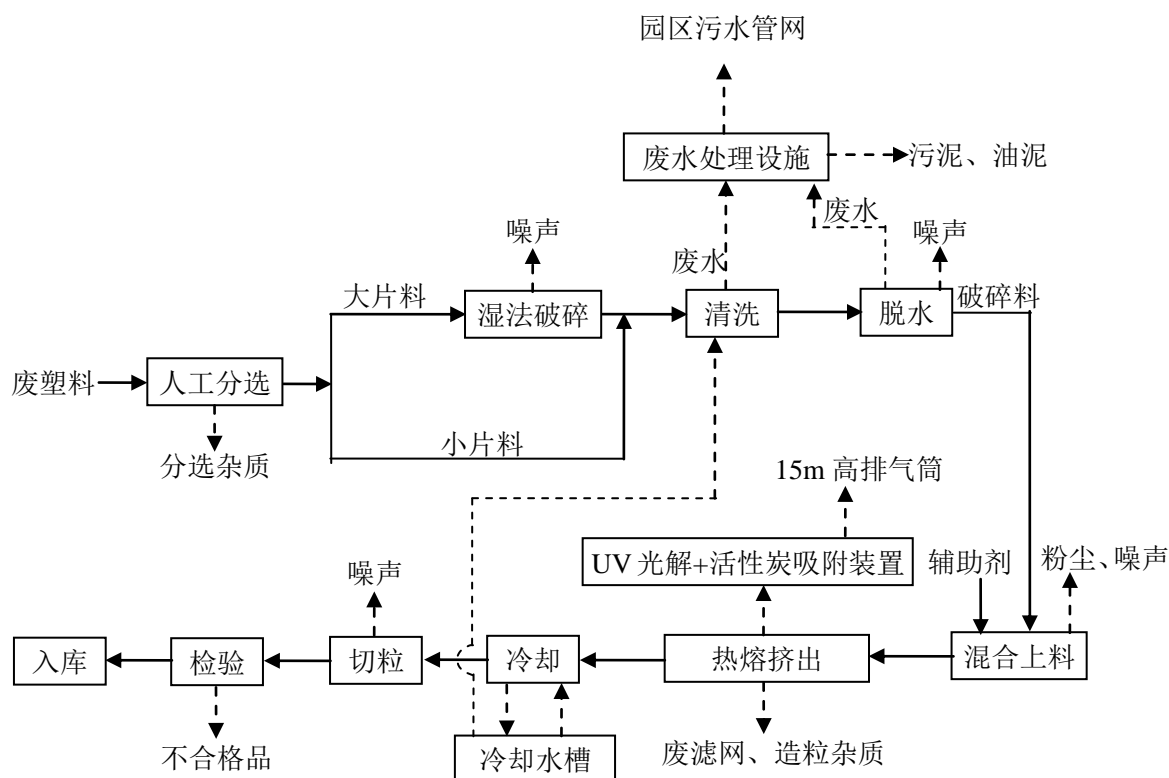 园区污水管网
废水处理设施
污泥、油泥
噪声
废水
废水
噪声
大片料
湿法破碎
清洗
脱水
破碎料
废塑料
人工分选
小片料
分选杂质
15m 高排气筒
噪声
UV 光解+活性炭吸附装置
辅助剂
粉尘、噪声
入库
检验
切粒
冷却
热熔挤出
混合上料
不合格品
冷却水槽
废滤网、造粒杂质